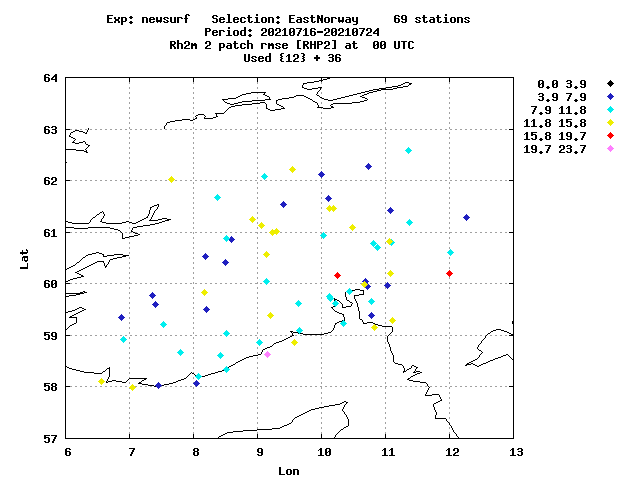 Exp: newsurf Selection: EastNorway 69 stations
Period: 20210716-20210724
Rh2m 2 patch rmse [RHP2] at 00 UTC
Used {12} + 36
0.0 3.9
3.9 7.9
7.9 11.8
11.8 15.8
15.8 19.7
19.7 23.7
64
63
62
61
60
59
58
57
Lat
6 7 8 9 10 11 12 13
Lon